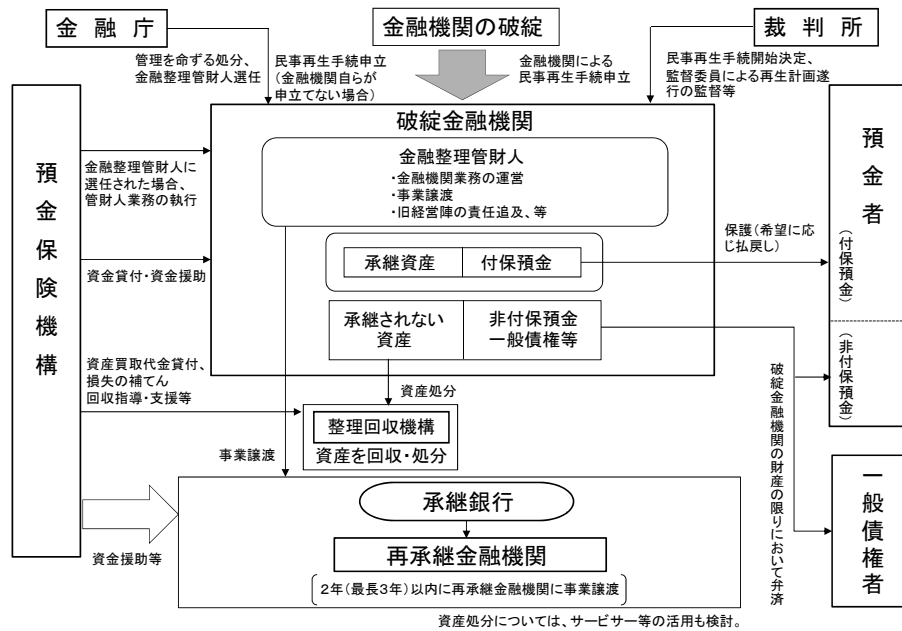 金融庁
金融機関の破綻
裁判所
管理を命ずる処分、
金融整理管財人選任
民事再生手続申立
(金融機関自らが
申立てない場合)
金融機関による
民事再生手続申立
民事再生手続開始決定、
監督委員による再生計画遂
行の監督等
預金保険機構
金融整理管財人に
選任された場合、
管財人業務の執行
資金貸付・資金援助
資産買取代金貸付、
損失の補てん
回収指導・支援等
資金援助等
破綻金融機関
金融整理管財人
・金融機関業務の運営
・事業譲渡
・旧経営陣の責任追及、等
承継資産
付保預金
承継されない
資産
非付保預金
一般債権等
保護(希望に応
じ払戻し)
預金者
(付保預金)
(非付保預金)
資産処分
整理回収機構
資産を回収・処分
事業譲渡
破綻金融機関の財産の限りにおいて弁済
一般債権者
承継銀行
再承継金融機関
2年(最長3年)以内に再承継金融機関に事業譲渡
資産処分については、サービサー等の活用も検討。